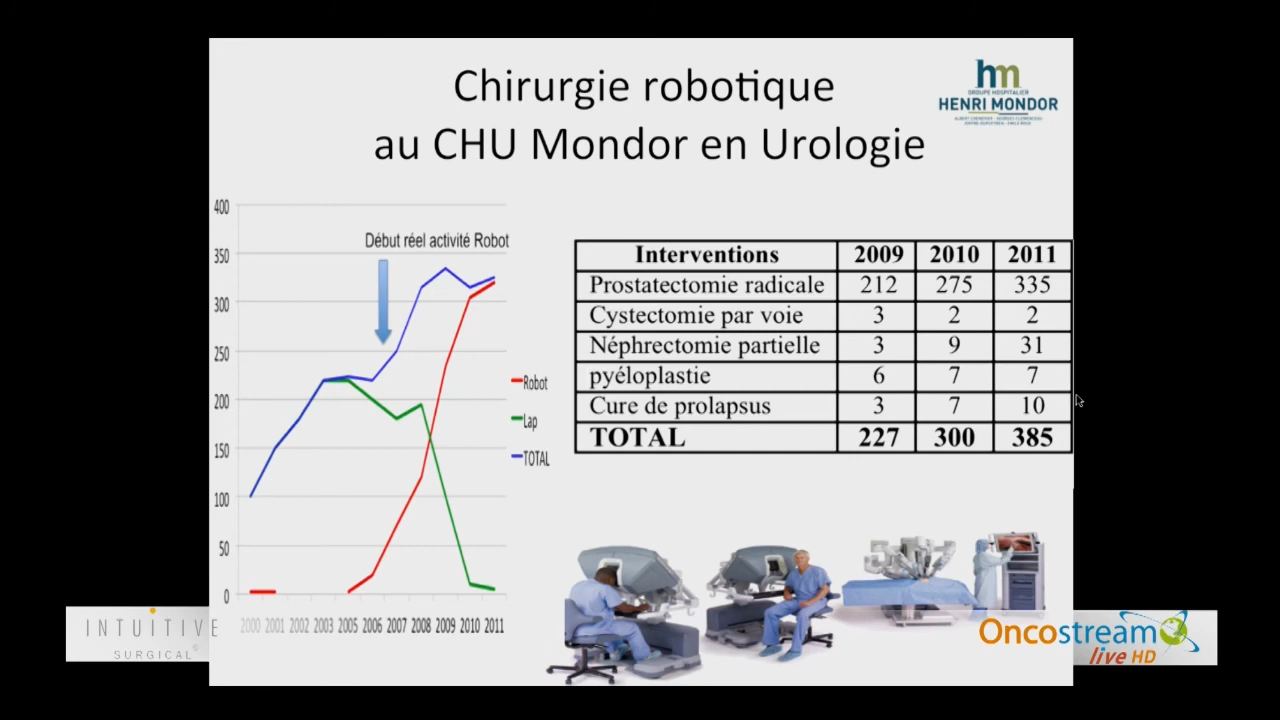 Chirurgie robotique
au CHU Mondor en Urologie
hm
GROUPE HOSPITALIER
HENRI MONDOR
400
350
300
250
200
150
100
50
0
Début réel activité Robot
2000 2001 2002 2003 2005 2006 2007 2008 2009 2010 2011
Robot
Lap
TOTAL
Interventions 2009 2010 2011
Prostatectomie radicale 212 275 335
Cystectomie par voie 3 2 2
Néphrectomie partielle 3 9 31
pyéloplastie 6 7 7
Cure de prolapsus 3 7 10
TOTAL 227 300 385
INTUITIVE
SURGICAL
Oncostream
live HD